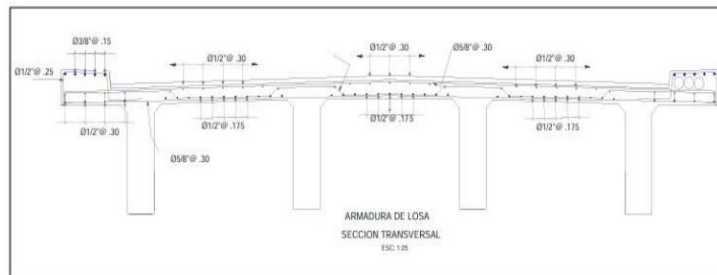 Ø3/8"@ .15
Ø1/2"@ .30
Ø5/8"@ .30
Ø1/2"@ .30
Ø1/2"@ .30
Ø1/2"@ .25
Ø1/2"@ .30
Ø1/2"@ .175
Ø1/2"@ .175
Ø1/2"@ .175
Ø5/8"@ .30
ARMADURA DE LOSA
SECCION TRANSVERSAL
ESC: 1:25